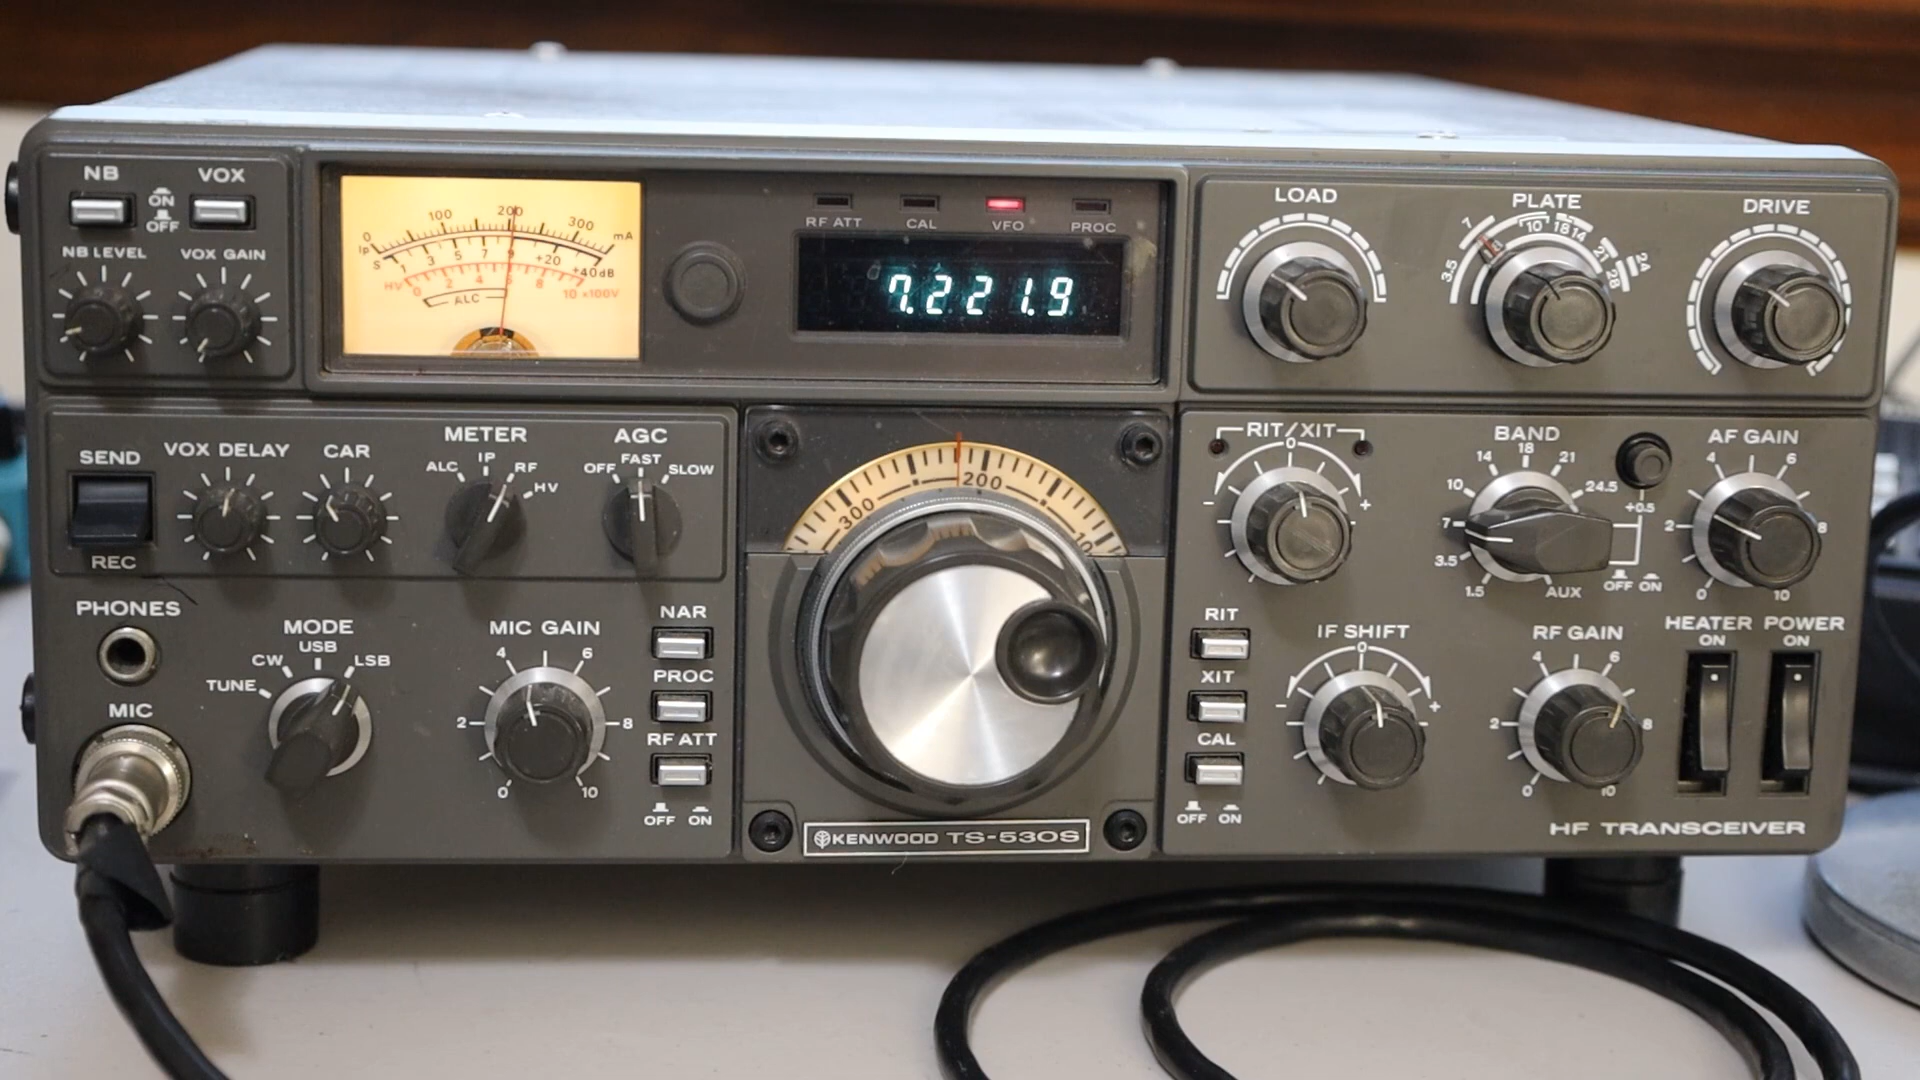 NB
VOX
ON
OFF
NB LEVEL
VOX GAIN
0 100 200 300 mA
Ip
S 1 3 5 7 9 +20 +40dB
HV 0 2 4 6 8 10 ×100V
ALC
RF ATT
CAL
VFO
PROC
7.221.9
LOAD
PLATE
3.5 7 10 18 14 21 24 28
DRIVE
SEND
REC
VOX DELAY
CAR
METER
ALC IP RF HV
AGC
OFF FAST SLOW
300 200 10
RIT/XIT
0
- +
BAND
1.5 3.5 7 10 14 18 21 24.5 AUX
+0.5
OFF ON
AF GAIN
0 2 4 6 8 10
PHONES
MIC
MODE
TUNE CW USB LSB
MIC GAIN
0 2 4 6 8 10
NAR
PROC
RF ATT
OFF ON
KENWOOD TS-530S
RIT
XIT
CAL
OFF ON
IF SHIFT
0
- +
RF GAIN
0 2 4 6 8 10
HEATER
ON
POWER
ON
HF TRANSCEIVER